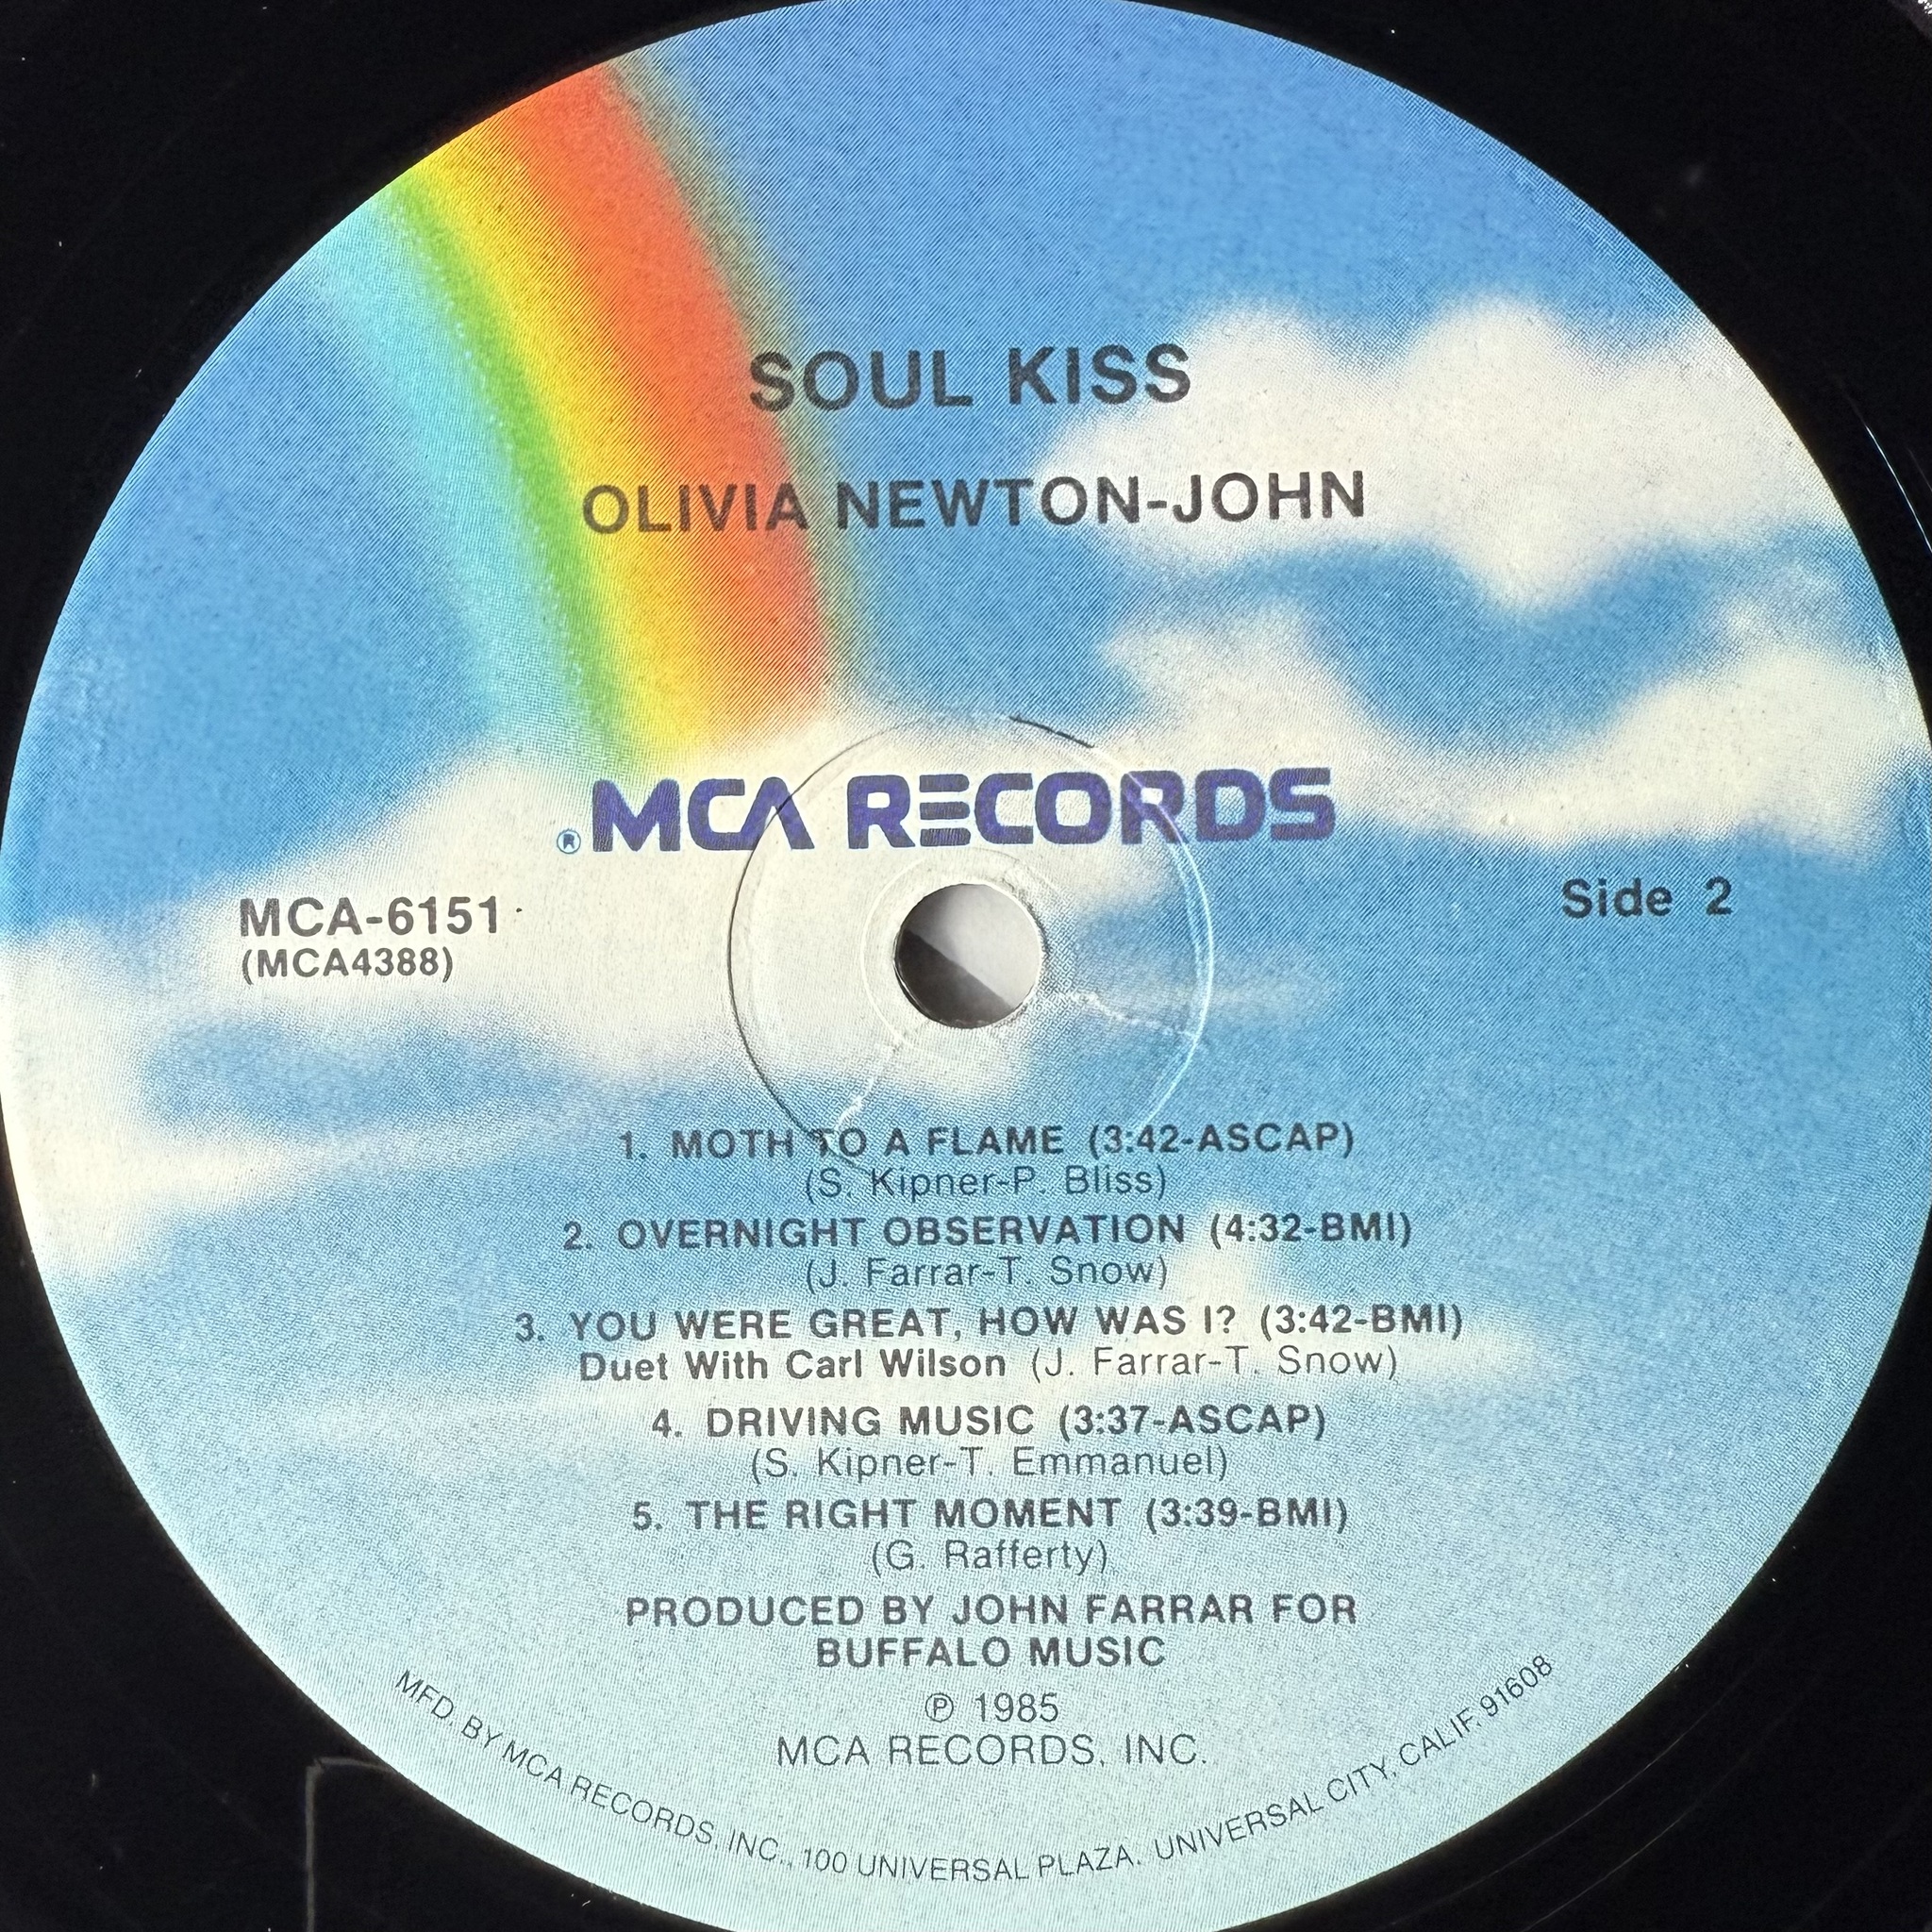 SOUL KISS
OLIVIA NEWTON-JOHN
® MCA RECORDS
MCA-6151
(MCA4388)
Side 2
1. MOTH TO A FLAME (3:42-ASCAP)
(S. Kipner-P. Bliss)
2. OVERNIGHT OBSERVATION (4:32-BMI)
(J. Farrar-T. Snow)
3. YOU WERE GREAT, HOW WAS I? (3:42-BMI)
Duet With Carl Wilson (J. Farrar-T. Snow)
4. DRIVING MUSIC (3:37-ASCAP)
(S. Kipner-T. Emmanuel)
5. THE RIGHT MOMENT (3:39-BMI)
(G. Rafferty)
PRODUCED BY JOHN FARRAR FOR
BUFFALO MUSIC
℗ 1985
MCA RECORDS, INC.
MFD. BY MCA RECORDS, INC., 100 UNIVERSAL PLAZA, UNIVERSAL CITY, CALIF. 91608